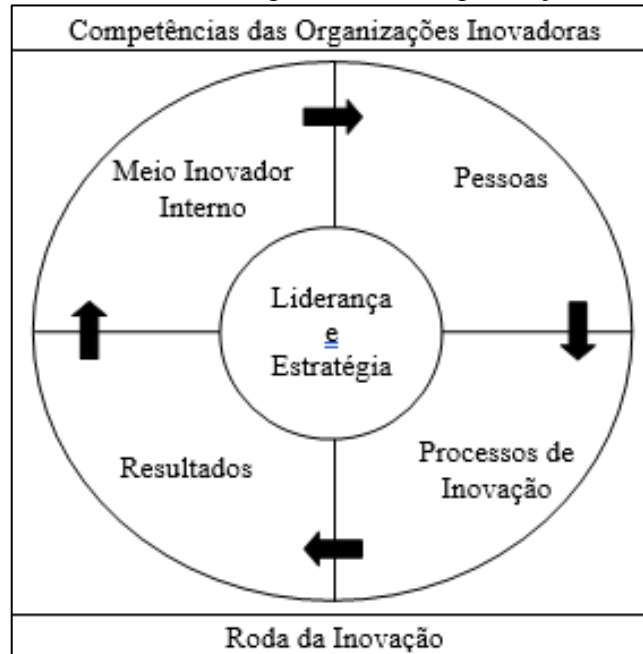 Competências das Organizações Inovadoras
Meio Inovador
Interno
Pessoas
Liderança
e
Estratégia
Resultados
Processos de
Inovação
Roda da Inovação